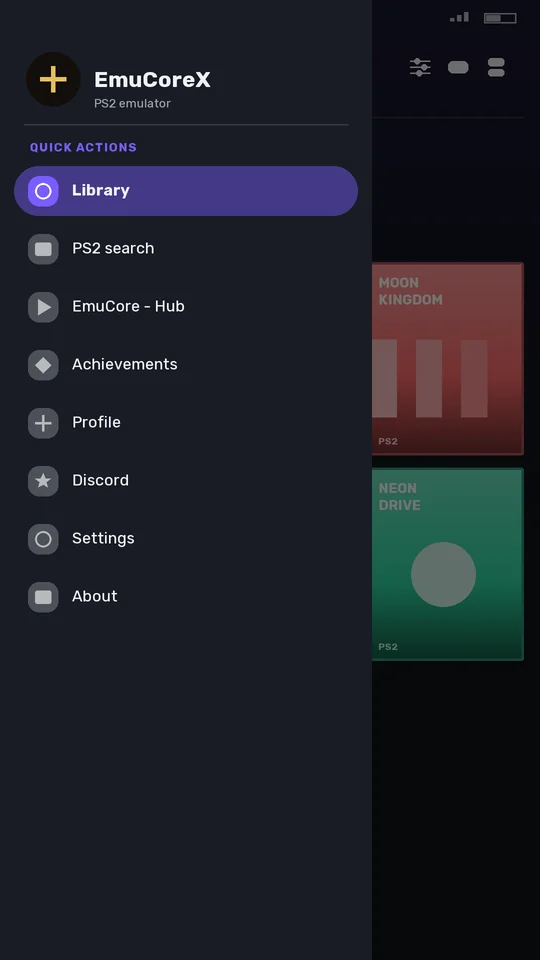 EmuCoreX
PS2 emulator
QUICK ACTIONS
Library
PS2 search
EmuCore - Hub
Achievements
Profile
Discord
Settings
About
MOON
KINGDOM
PS2
NEON
DRIVE
PS2